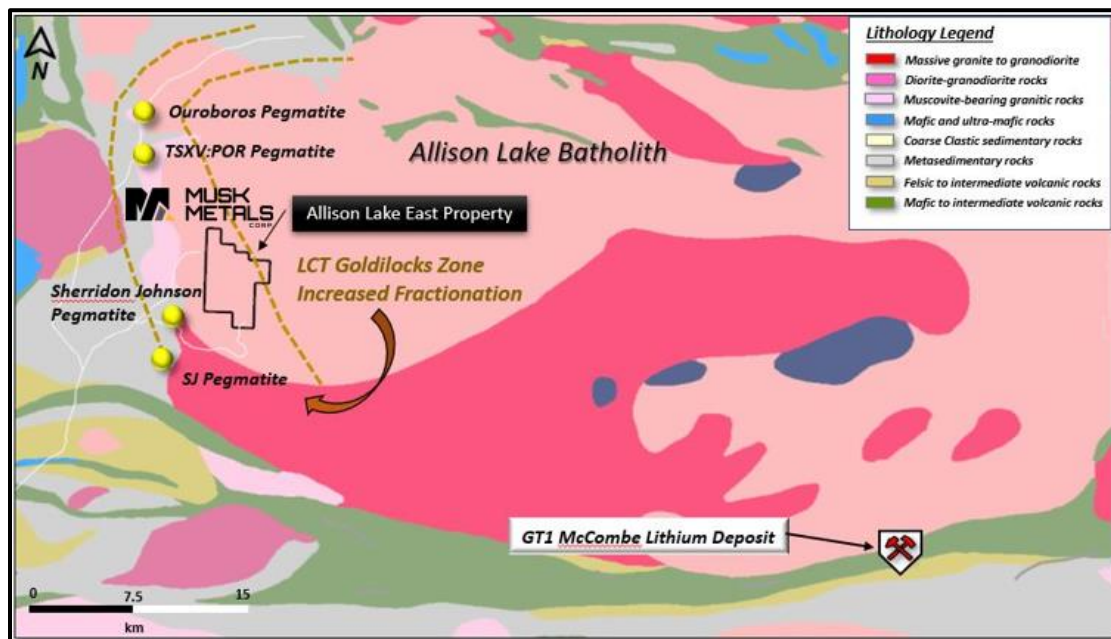 N
Ouroboros Pegmatite
TSXV:POR Pegmatite
MUSK
METALS
CORP
Allison Lake Batholith
Allison Lake East Property
LCT Goldilocks Zone
Increased Fractionation
Sherridon Johnson
Pegmatite
SJ Pegmatite
GT1 McCombe Lithium Deposit
0 7.5 15
km
Lithology Legend
Massive granite to granodiorite
Diorite-granodiorite rocks
Muscovite-bearing granitic rocks
Mafic and ultra-mafic rocks
Coarse Clastic sedimentary rocks
Metasedimentary rocks
Felsic to intermediate volcanic rocks
Mafic to intermediate volcanic rocks